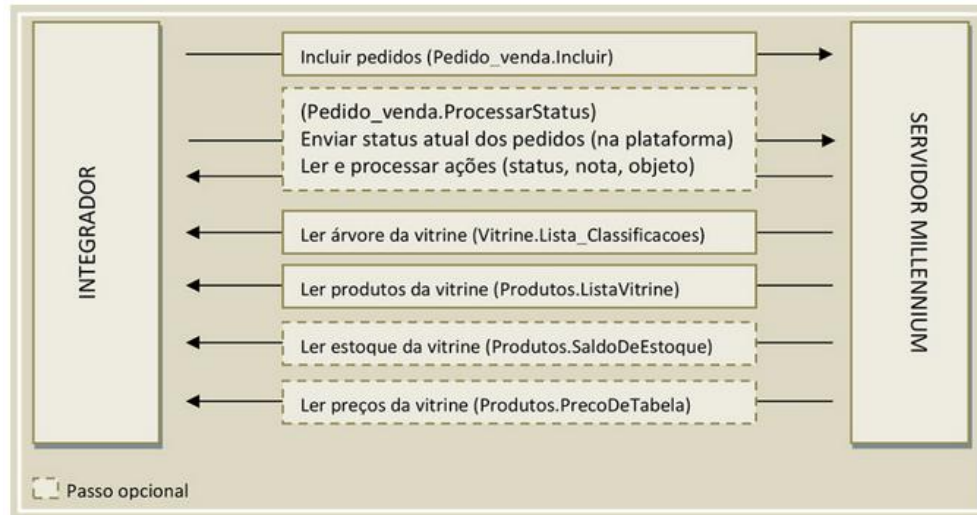 INTEGRADOR
Incluir pedidos (Pedido_venda.Incluir)
(Pedido_venda.ProcessarStatus)
Enviar status atual dos pedidos (na plataforma)
Ler e processar ações (status, nota, objeto)
Ler árvore da vitrine (Vitrine.Lista_Classificacoes)
Ler produtos da vitrine (Produtos.ListaVitrine)
Ler estoque da vitrine (Produtos.SaldoDeEstoque)
Ler preços da vitrine (Produtos.PrecoDeTabela)
SERVIDOR MILLENNIUM
Passo opcional